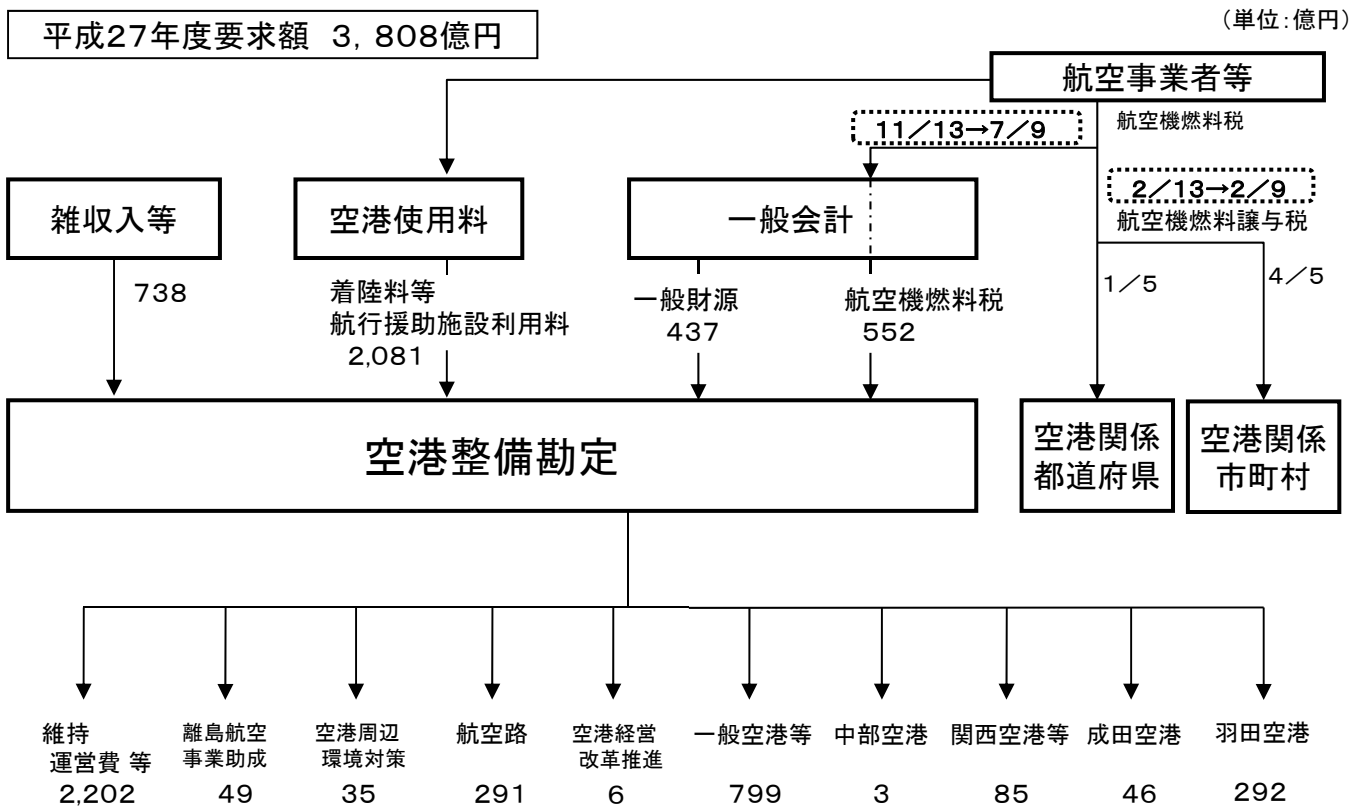 平成27年度要求額 3,808億円
(単位:億円)
航空事業者等
航空機燃料税
11/13→7/9
2/13→2/9
航空機燃料譲与税
雑収入等
空港使用料
一般会計
738
着陸料等
航行援助施設利用料
2,081
一般財源
437
航空機燃料税
552
1/5
4/5
空港整備勘定
空港関係
都道府県
空港関係
市町村
維持
運営費 等
2,202
離島航空
事業助成
49
空港周辺
環境対策
35
航空路
291
空港経営
改革推進
6
一般空港等
799
中部空港
3
関西空港等
85
成田空港
46
羽田空港
292